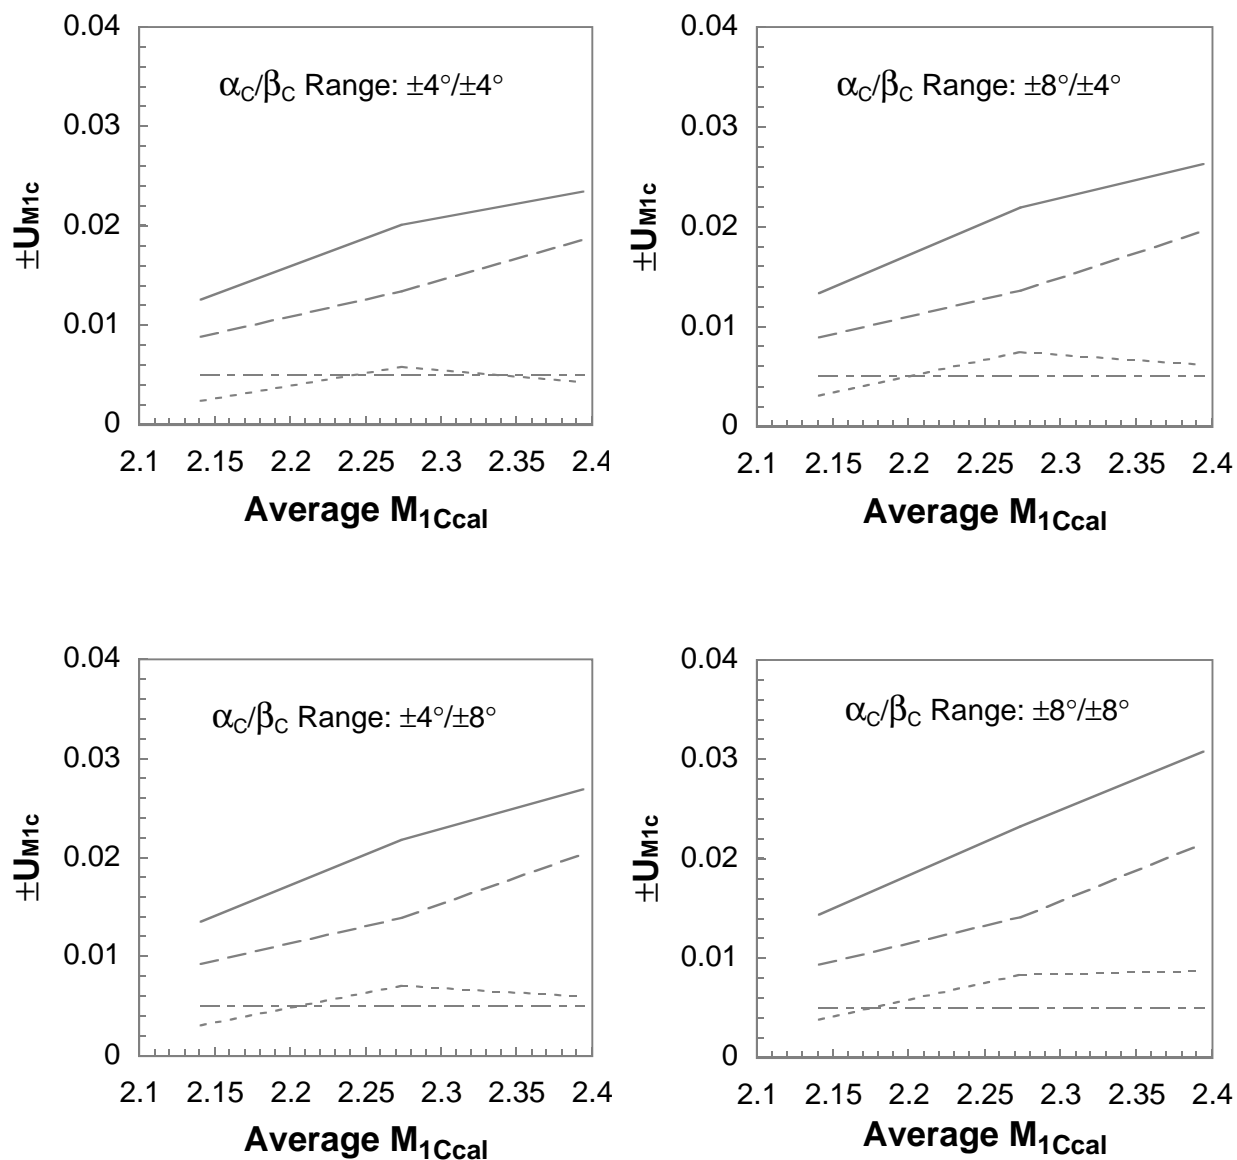 0.04
0.03
0.02
0.01
0
±UM1c
αC/βC Range: ±4°/±4°
2.1 2.15 2.2 2.25 2.3 2.35 2.4
Average M1Ccal
0.04
0.03
0.02
0.01
0
±UM1c
αC/βC Range: ±8°/±4°
2.1 2.15 2.2 2.25 2.3 2.35 2.4
Average M1Ccal
0.04
0.03
0.02
0.01
0
±UM1c
αC/βC Range: ±4°/±8°
2.1 2.15 2.2 2.25 2.3 2.35 2.4
Average M1Ccal
0.04
0.03
0.02
0.01
0
±UM1c
αC/βC Range: ±8°/±8°
2.1 2.15 2.2 2.25 2.3 2.35 2.4
Average M1Ccal